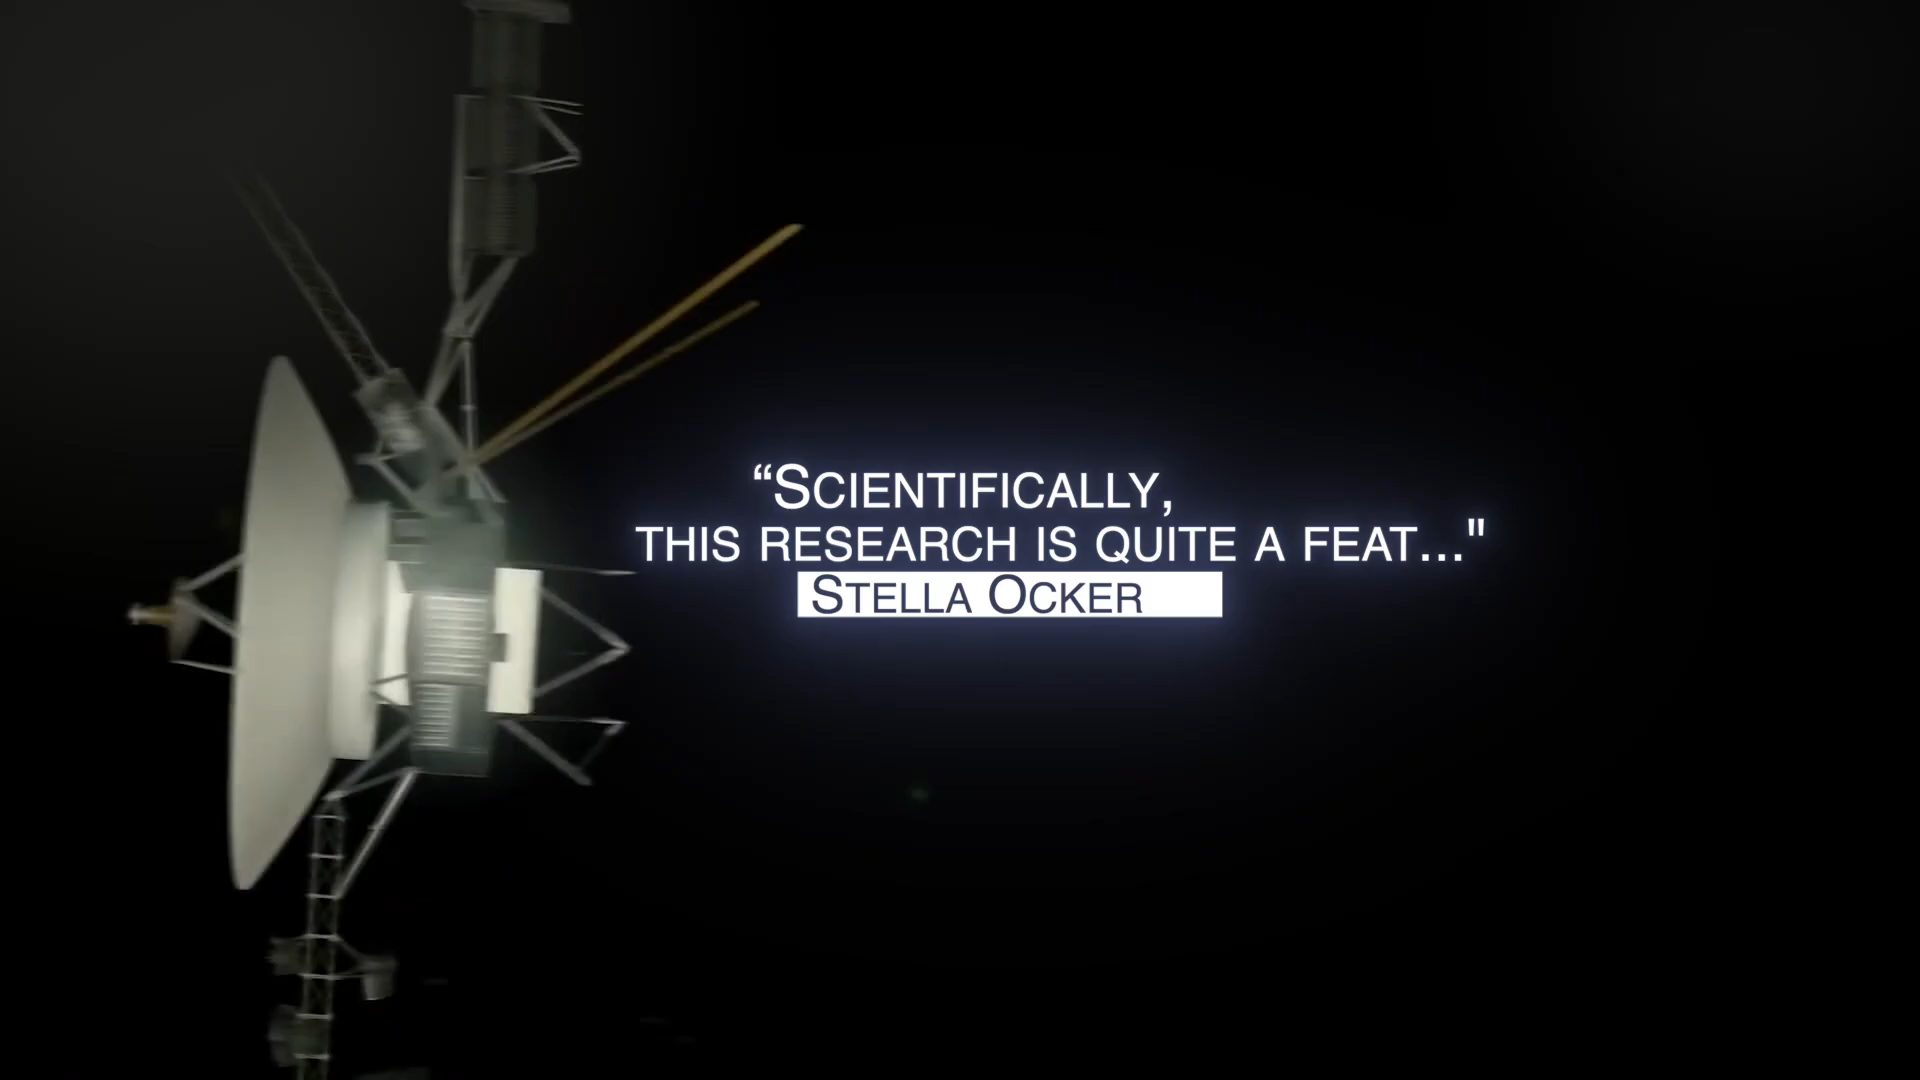 “SCIENTIFICALLY,
THIS RESEARCH IS QUITE A FEAT..."
STELLA OCKER